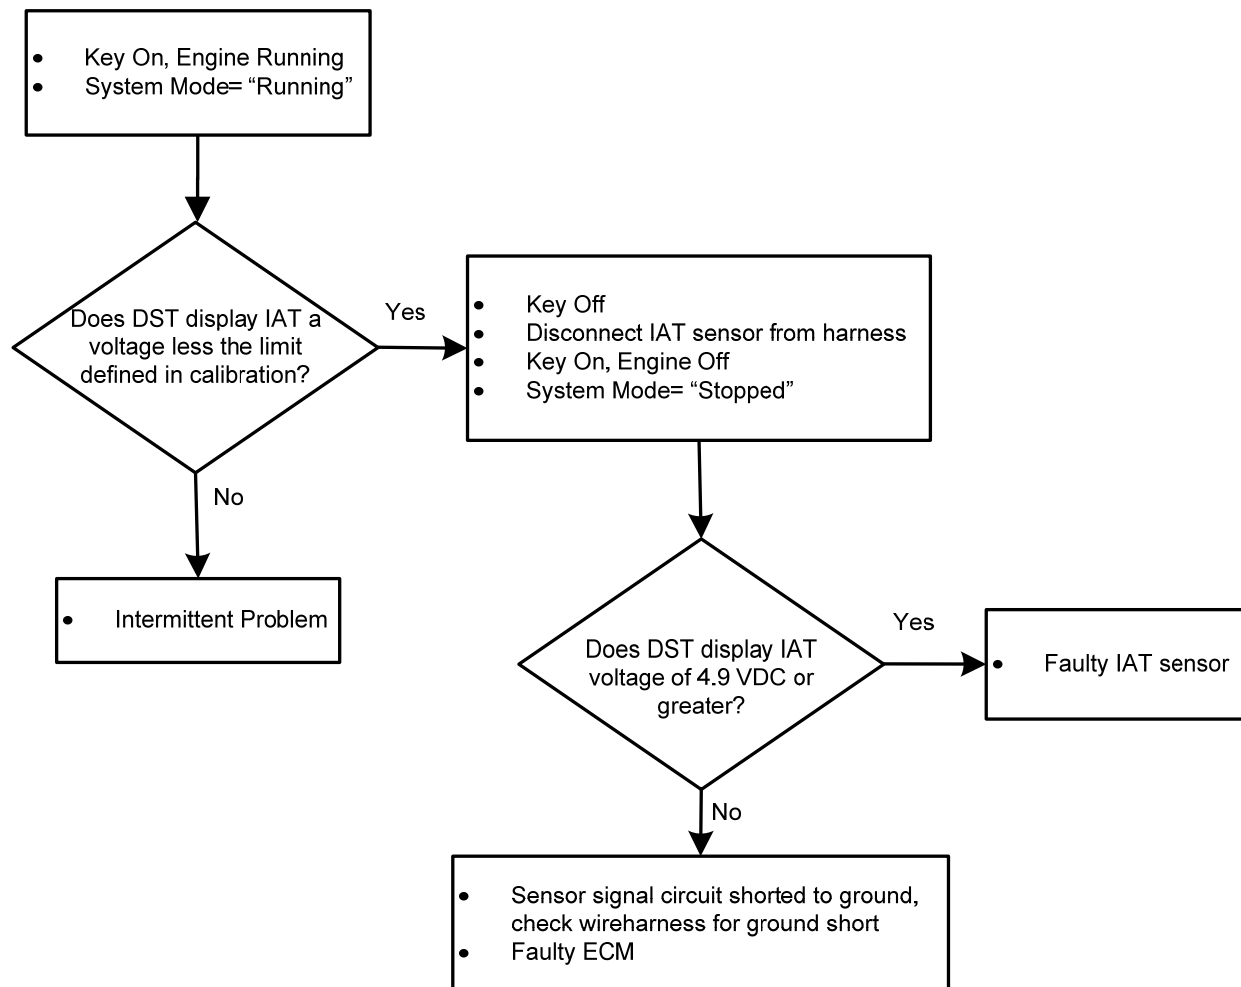 • Key On, Engine Running
• System Mode= “Running”
Does DST display IAT a
voltage less the limit
defined in calibration?
Yes
No
• Intermittent Problem
• Key Off
• Disconnect IAT sensor from harness
• Key On, Engine Off
• System Mode= “Stopped”
Does DST display IAT
voltage of 4.9 VDC or
greater?
Yes
• Faulty IAT sensor
No
• Sensor signal circuit shorted to ground,
check wireharness for ground short
• Faulty ECM